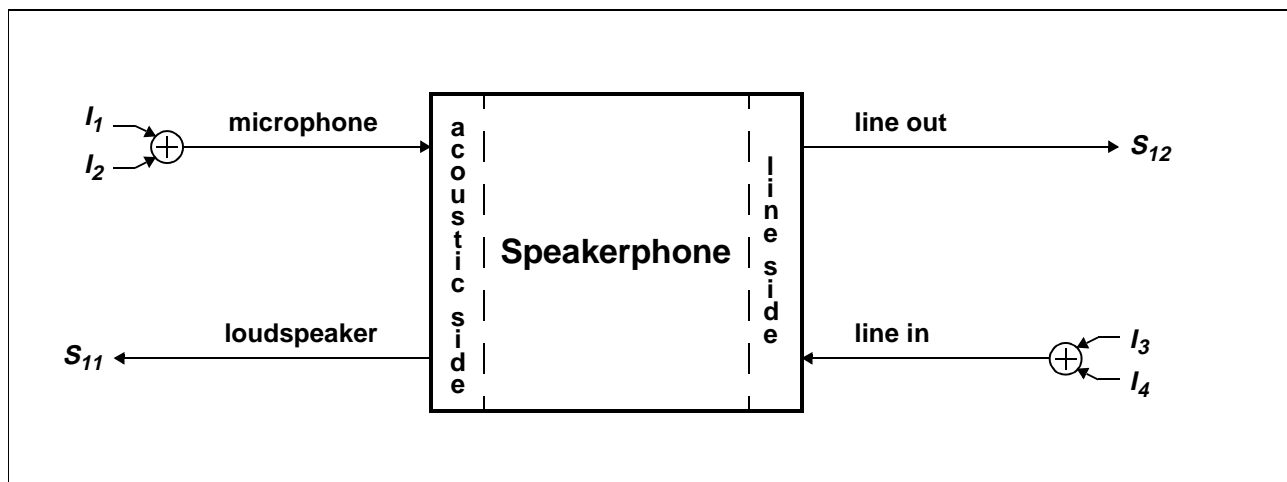 I1
I2
microphone
acoustic side
Speakerphone
line side
line out
S12
loudspeaker
S11
line in
I3
I4